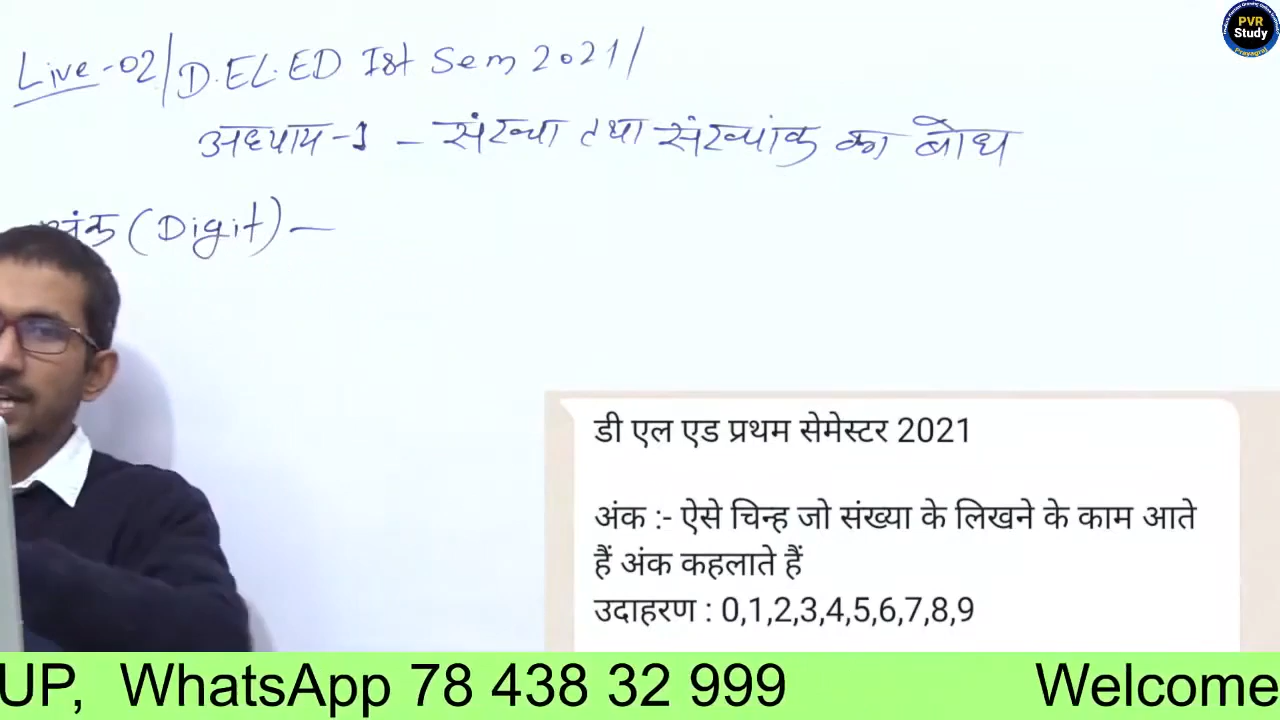 Live-02/D.EL.ED Ist Sem 2021/
अध्याय-1 - संख्या तथा संख्यांक का बोध
अंक (Digit) -
PVR
Study
Prayagraj
डी एल एड प्रथम सेमेस्टर 2021
अंक :- ऐसे चिन्ह जो संख्या के लिखने के काम आते
हैं अंक कहलाते हैं
उदाहरण : 0,1,2,3,4,5,6,7,8,9
UP, WhatsApp 78 438 32 999 Welcome